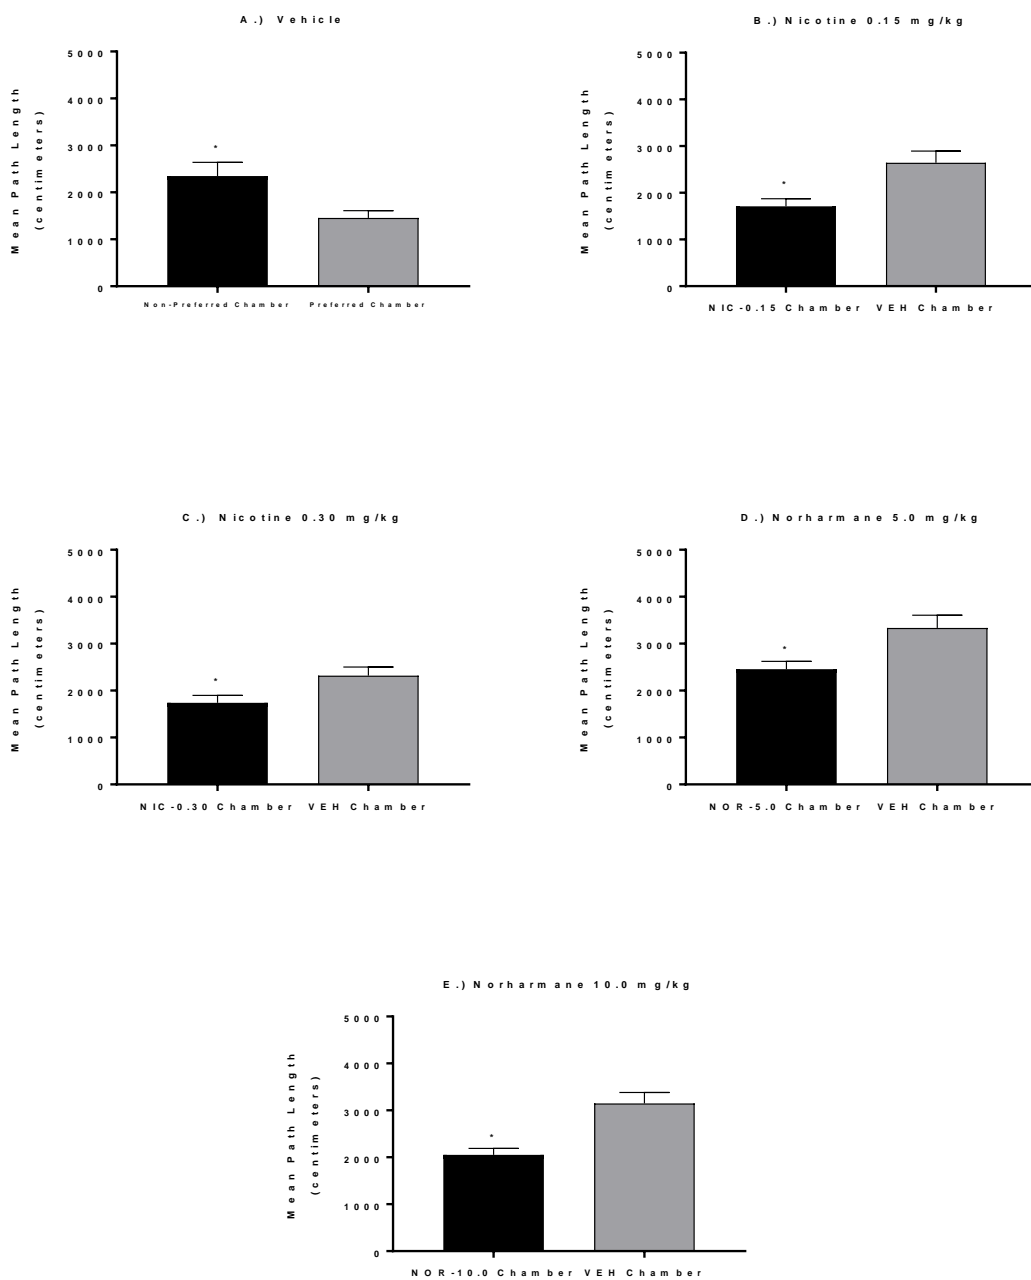 A.) Vehicle
Mean Path Length
(centimeters)
5000
4000
3000
2000
1000
0
*
Non-Preferred Chamber
Preferred Chamber
B.) Nicotine 0.15 mg/kg
Mean Path Length
(centimeters)
5000
4000
3000
2000
1000
0
*
NIC-0.15 Chamber
VEH Chamber
C.) Nicotine 0.30 mg/kg
Mean Path Length
(centimeters)
5000
4000
3000
2000
1000
0
*
NIC-0.30 Chamber
VEH Chamber
D.) Norharmane 5.0 mg/kg
Mean Path Length
(centimeters)
5000
4000
3000
2000
1000
0
*
NOR-5.0 Chamber
VEH Chamber
E.) Norharmane 10.0 mg/kg
Mean Path Length
(centimeters)
5000
4000
3000
2000
1000
0
*
NOR-10.0 Chamber
VEH Chamber